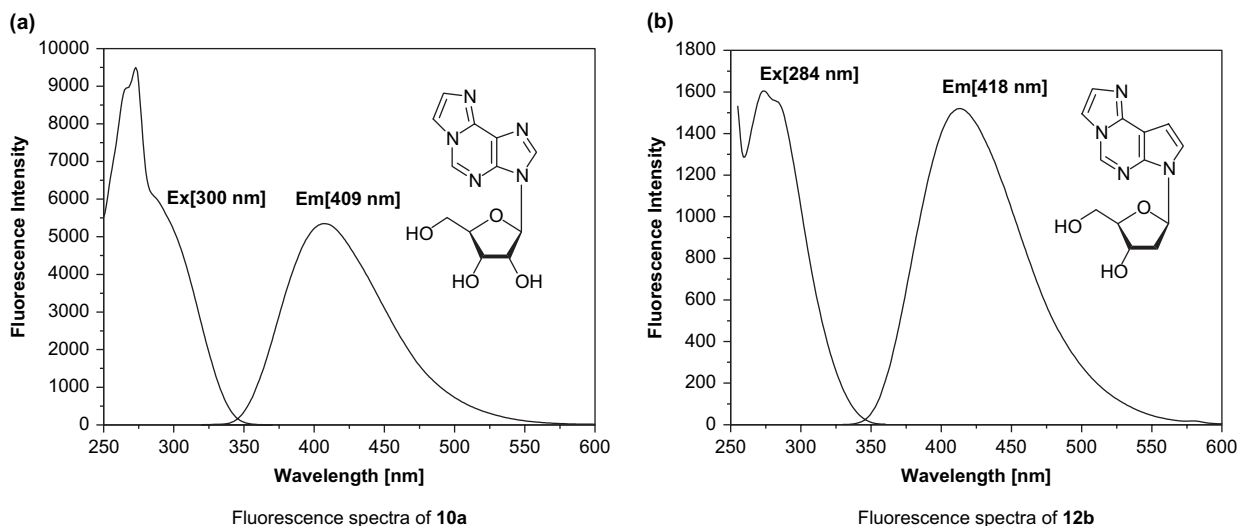 (a)
10000
9000
8000
7000
6000
5000
4000
3000
2000
1000
0
Fluorescence Intensity
250 300 350 400 450 500 550 600
Wavelength [nm]
Ex[300 nm] Em[409 nm]
N
N
N
N
N
HO
O
HO OH
Fluorescence spectra of 10a
(b)
1800
1600
1400
1200
1000
800
600
400
200
0
Fluorescence Intensity
250 300 350 400 450 500 550 600
Wavelength [nm]
Ex[284 nm] Em[418 nm]
N
N
N
N
HO
O
HO
Fluorescence spectra of 12b